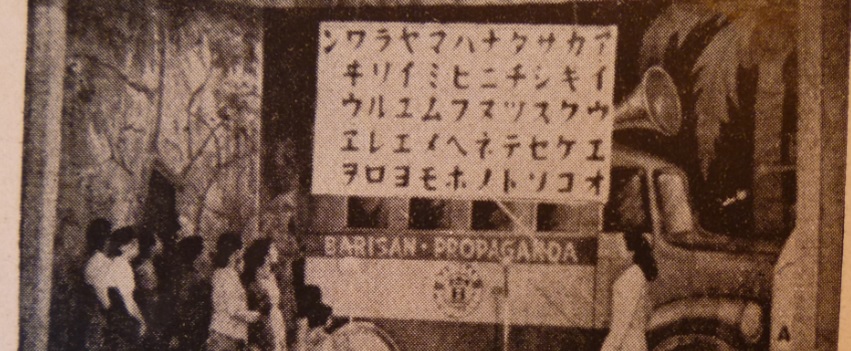 アイウエオ
カキクケコ
サシスセソ
タチツテト
ナニヌネノ
ハヒフヘホ
マミムメモ
ヤイユエヨ
ラリルレロ
ワヰウヱヲ
ン
BARISAN · PROPAGANDA
A